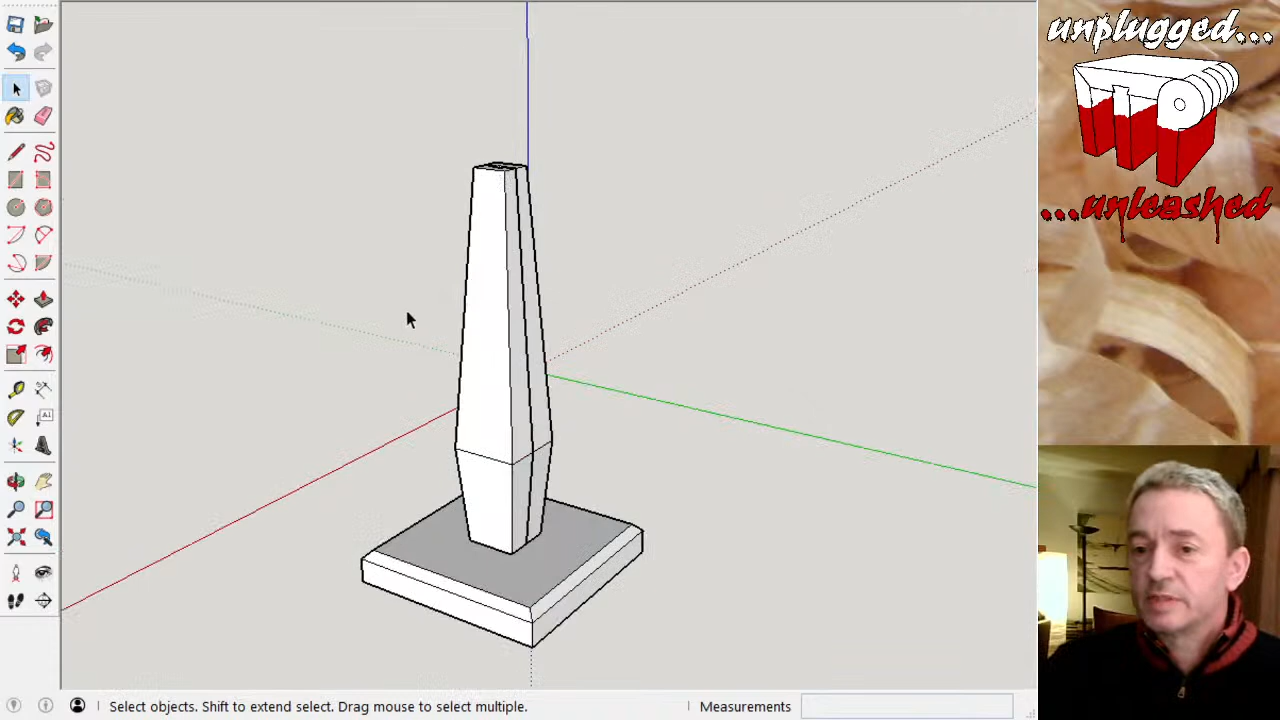 unplugged...
...unleashed
Select objects. Shift to extend select. Drag mouse to select multiple.
Measurements